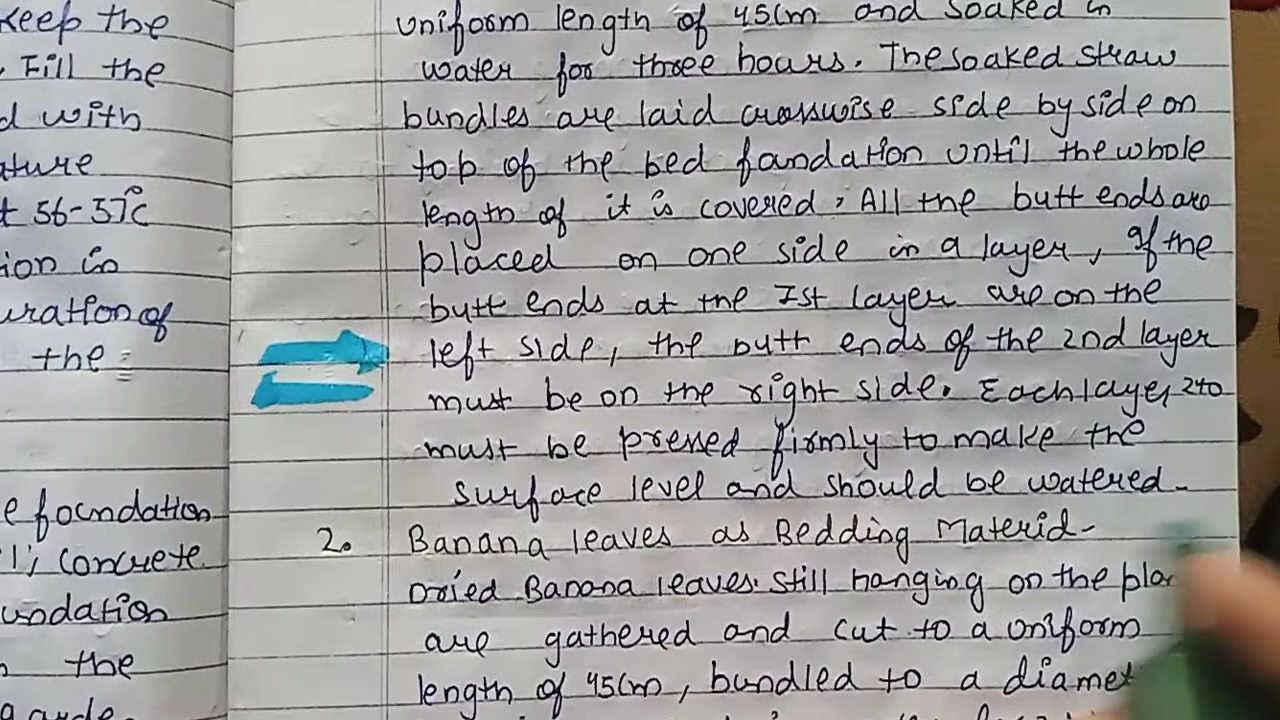 keep the
. Fill the
d with
ature
t 56-57°C
ion in
uration of
the
e foundation
1", concrete
undation
the
uniform length of 45cm and soaked in
water for three hours. The soaked straw
bundles are laid crosswise side by side on
top of the bed foundation until the whole
length of it is covered. All the butt ends are
placed on one side in a layer, if the
butt ends at the Ist layer are on the
left side, the butt ends of the 2nd layer
must be on the right side. Each layer 2 to
must be pressed firmly to make the
surface level and should be watered.
2. Banana leaves as Bedding Material-
Dried Banana leaves still hanging on the pla
are gathered and cut to a uniform
length of 45cm, bundled to a diamet